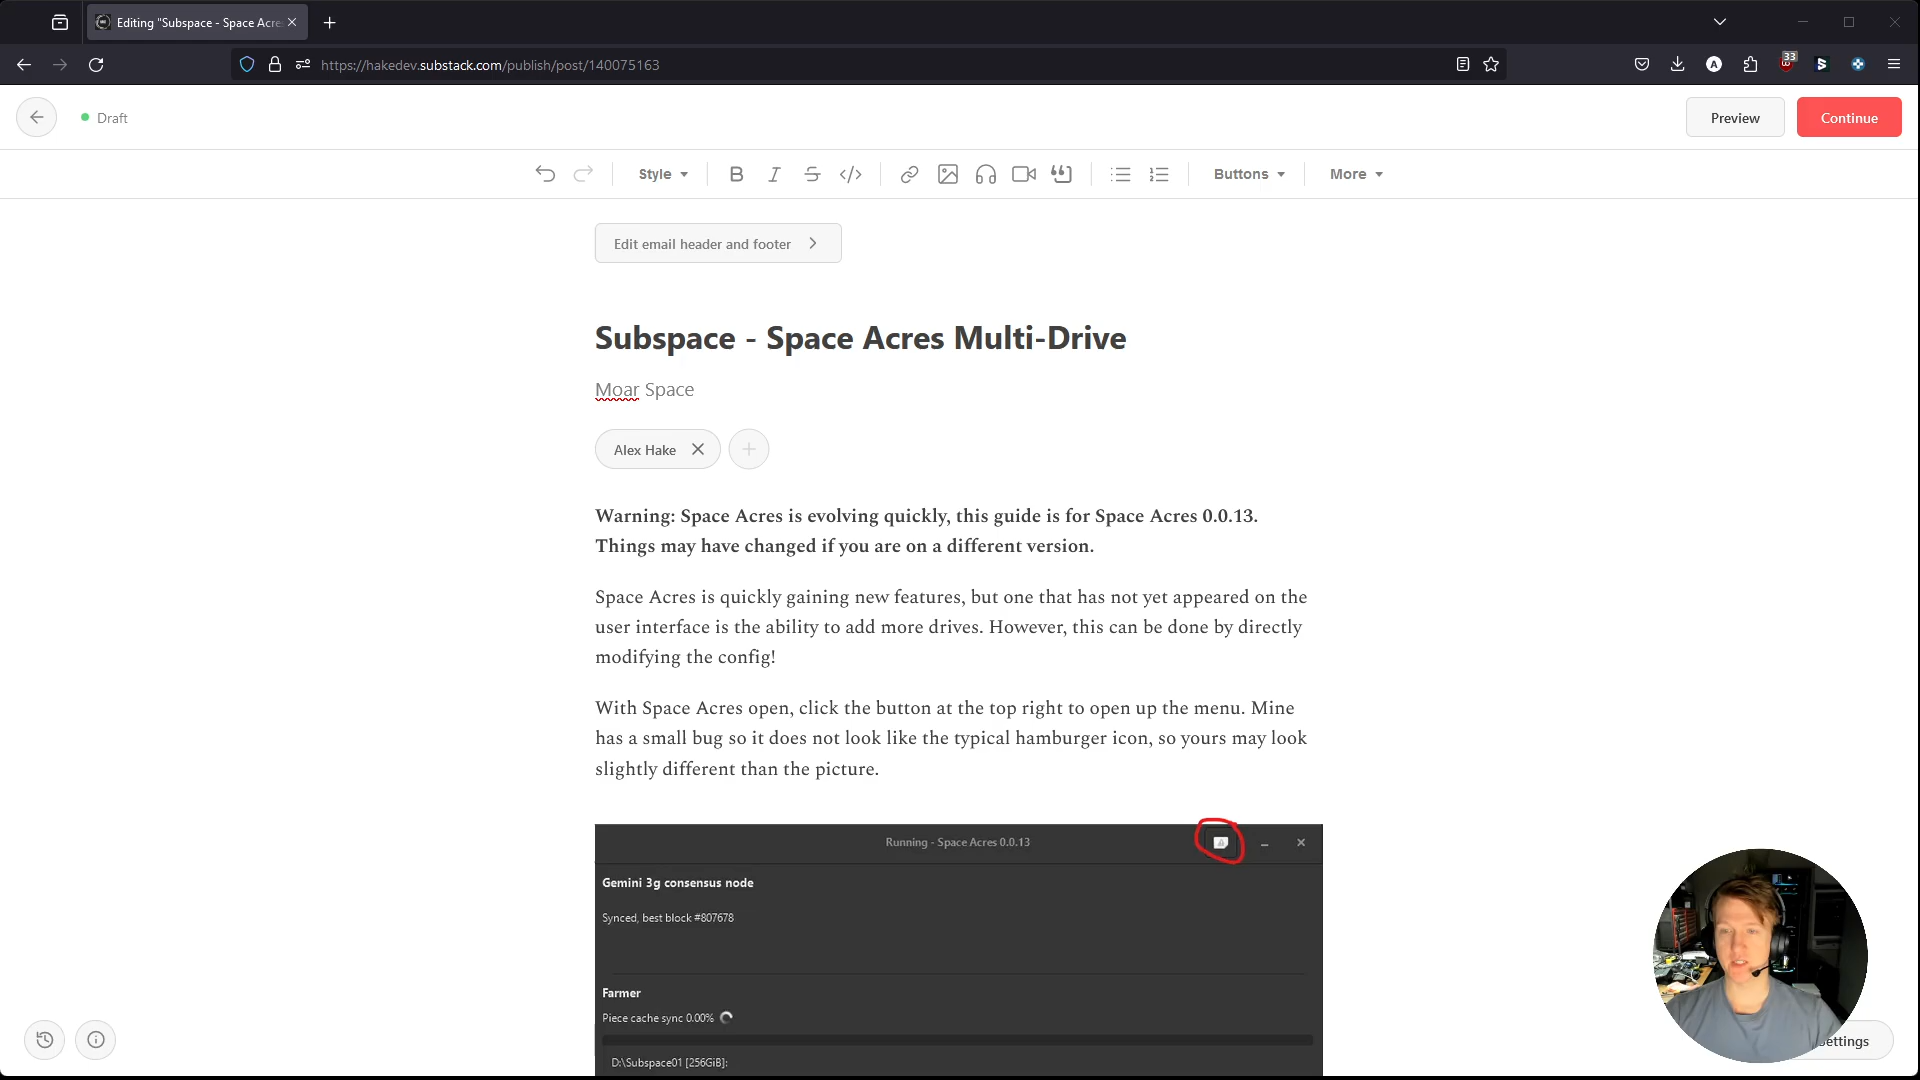 Editing "Subspace - Space Acre
https://hakedev.substack.com/publish/post/140075163
33
Draft
Preview
Continue
Style
Buttons
More
Edit email header and footer
Subspace - Space Acres Multi-Drive
Moar Space
Alex Hake
Warning: Space Acres is evolving quickly, this guide is for Space Acres 0.0.13.
Things may have changed if you are on a different version.
Space Acres is quickly gaining new features, but one that has not yet appeared on the
user interface is the ability to add more drives. However, this can be done by directly
modifying the config!
With Space Acres open, click the button at the top right to open up the menu. Mine
has a small bug so it does not look like the typical hamburger icon, so yours may look
slightly different than the picture.
Running - Space Acres 0.0.13
Gemini 3g consensus node
Synced, best block #807678
Farmer
Piece cache sync 0.00%
D:\Subspace01 [256GiB]:
Settings